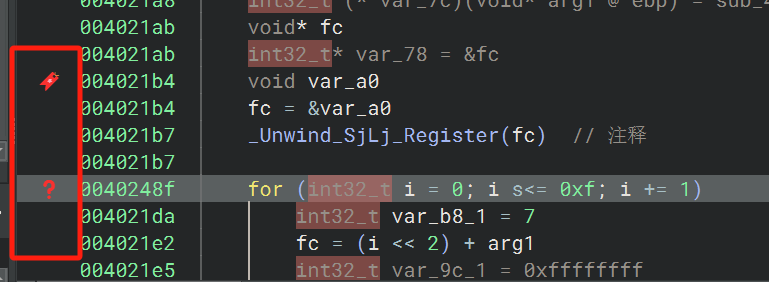 004021a8 int32_t (* var_7c)(void* arg1 @ ebp) = sub_4
004021ab void* fc
004021ab int32_t* var_78 = &fc
004021b4 void var_a0
004021b4 fc = &var_a0
004021b7 _Unwind_SjLj_Register(fc) // 注释
004021b7
? 0040248f for (int32_t i = 0; i s<= 0xf; i += 1)
004021da int32_t var_b8_1 = 7
004021e2 fc = (i << 2) + arg1
004021e5 int32_t var_9c_1 = 0xffffffff